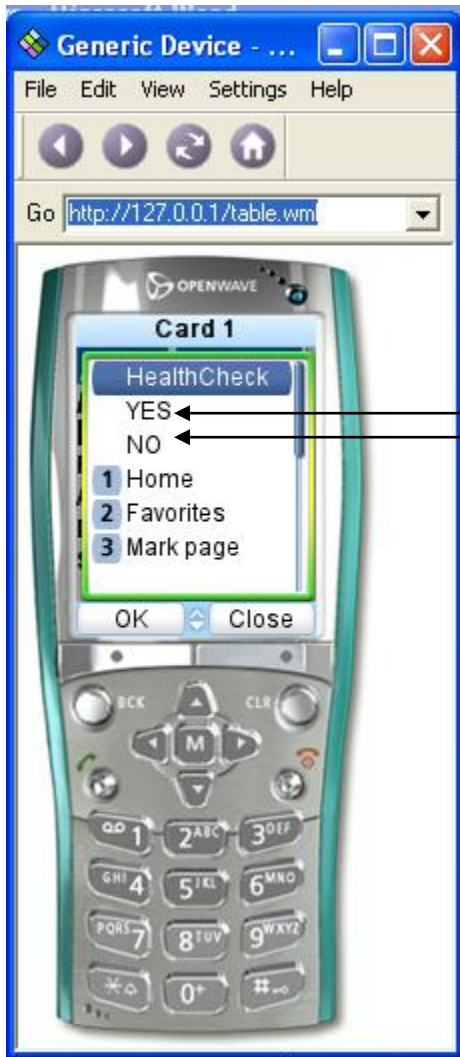 Generic Device - ...
File Edit View Settings Help
Go http://127.0.0.1/table.wml
OPENWAVE
Card 1
HealthCheck
YES
NO
1 Home
2 Favorites
3 Mark page
OK Close
BCK CLR
M
1 2ABC 3DEF
GHI4 5JKL 6MNO
PQRS7 8TUV 9WXYZ
* 0+ #